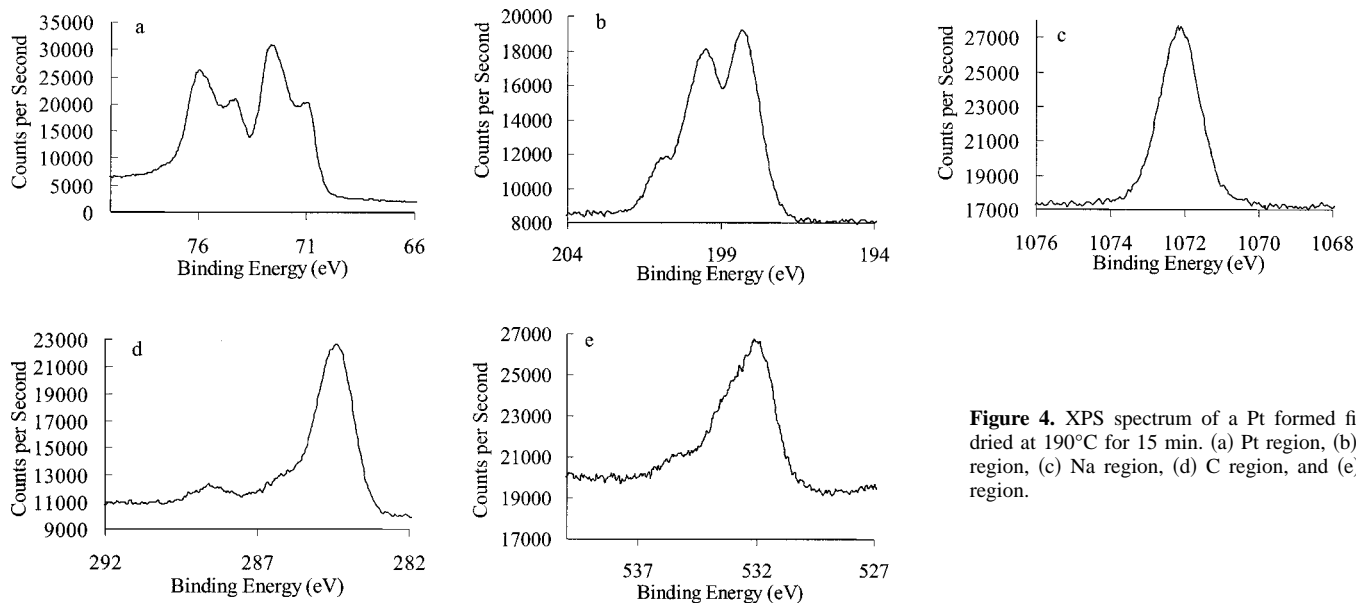 a
35000
30000
25000
20000
15000
10000
5000
0
Counts per Second
76 71 66
Binding Energy (eV)
b
20000
18000
16000
14000
12000
10000
8000
Counts per Second
204 199 194
Binding Energy (eV)
c
27000
25000
23000
21000
19000
17000
Counts per Second
1076 1074 1072 1070 1068
Binding Energy (eV)
d
23000
21000
19000
17000
15000
13000
11000
9000
Counts per Second
292 287 282
Binding Energy (eV)
e
27000
25000
23000
21000
19000
17000
Counts per Second
537 532 527
Binding Energy (eV)
Figure 4. XPS spectrum of a Pt formed fi
dried at 190°C for 15 min. (a) Pt region, (b)
region, (c) Na region, (d) C region, and (e)
region.